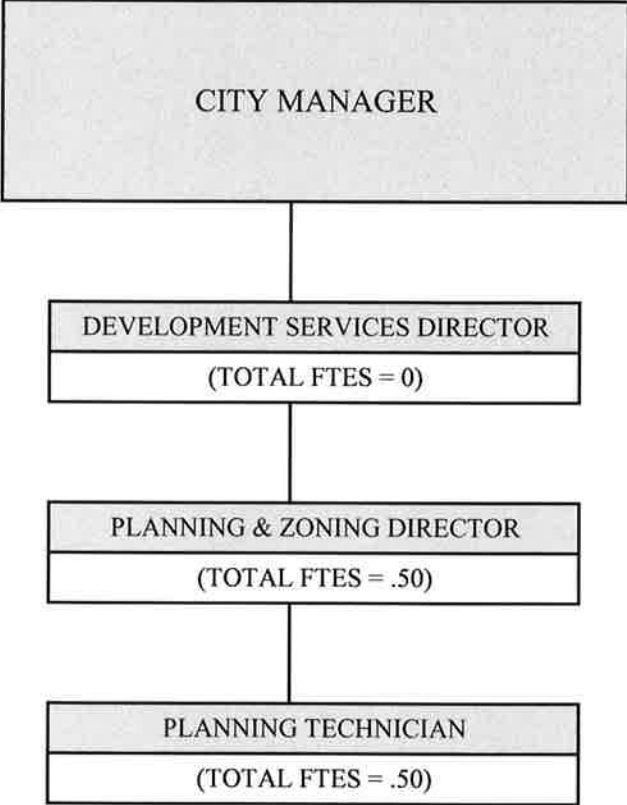 CITY MANAGER
DEVELOPMENT SERVICES DIRECTOR
(TOTAL FTES = 0)
PLANNING & ZONING DIRECTOR
(TOTAL FTES = .50)
PLANNING TECHNICIAN
(TOTAL FTES = .50)